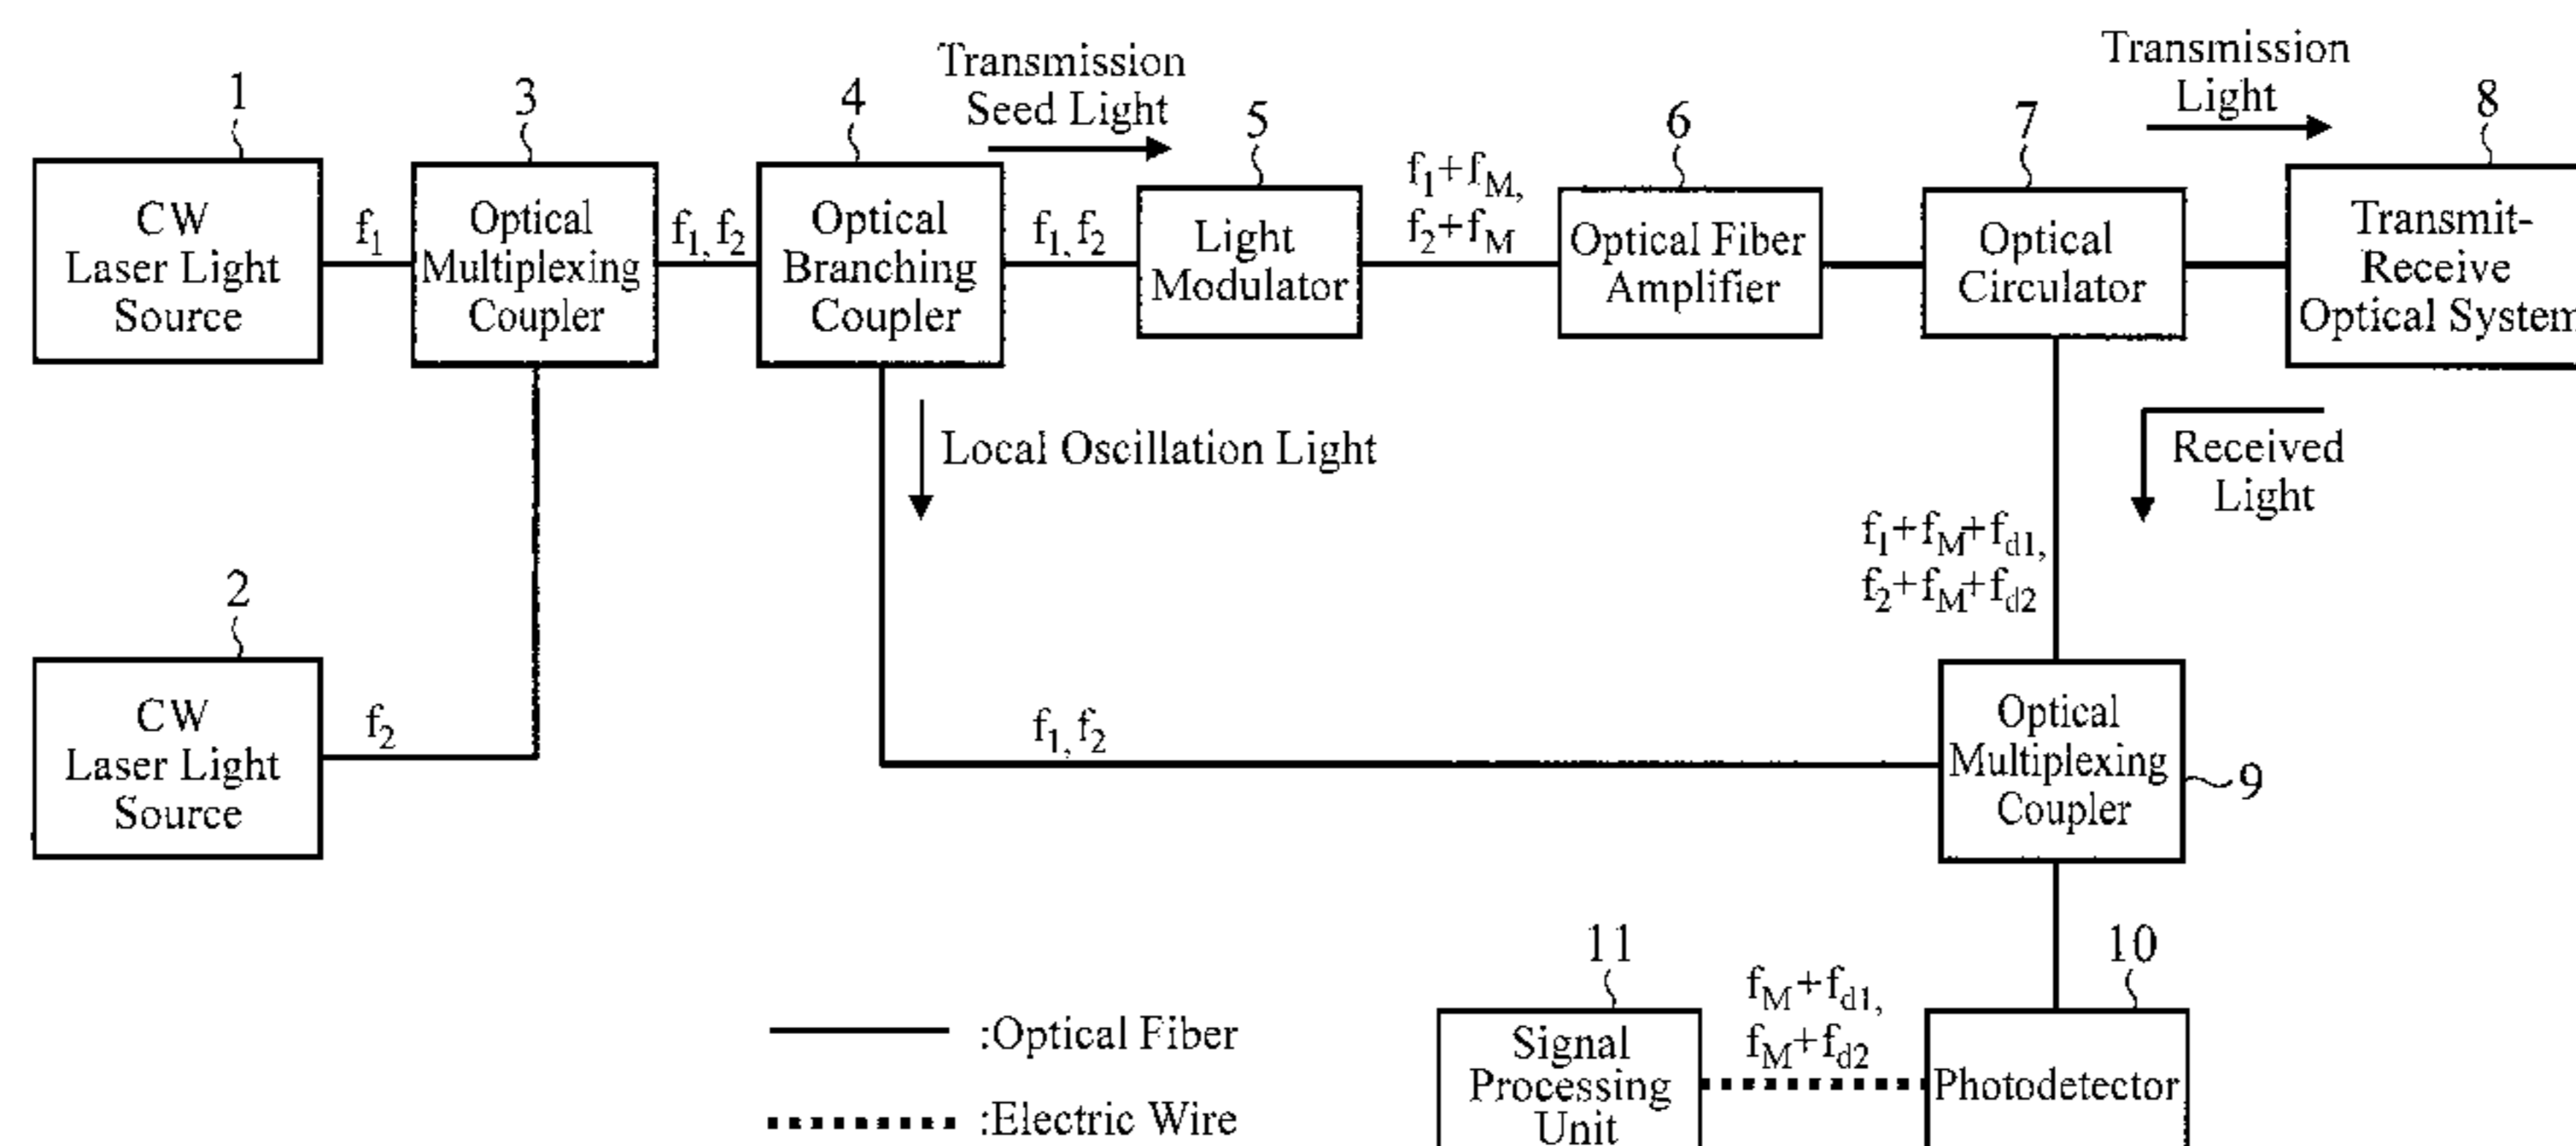 1
CW
Laser Light
Source
f1
3
Optical
Multiplexing
Coupler
f1, f2
4
Optical
Branching
Coupler
Transmission
Seed Light
f1, f2
5
Light
Modulator
f1+fM,
f2+fM
6
Optical Fiber
Amplifier
7
Optical
Circulator
Transmission
Light
8
Transmit-
Receive
Optical System
Local Oscillation Light
Received
Light
f1+fM+fd1,
f2+fM+fd2
2
CW
Laser Light
Source
f2
f1, f2
Optical
Multiplexing
Coupler
9
11
Signal
Processing
Unit
fM+fd1,
fM+fd2
10
Photodetector
:Optical Fiber
:Electric Wire